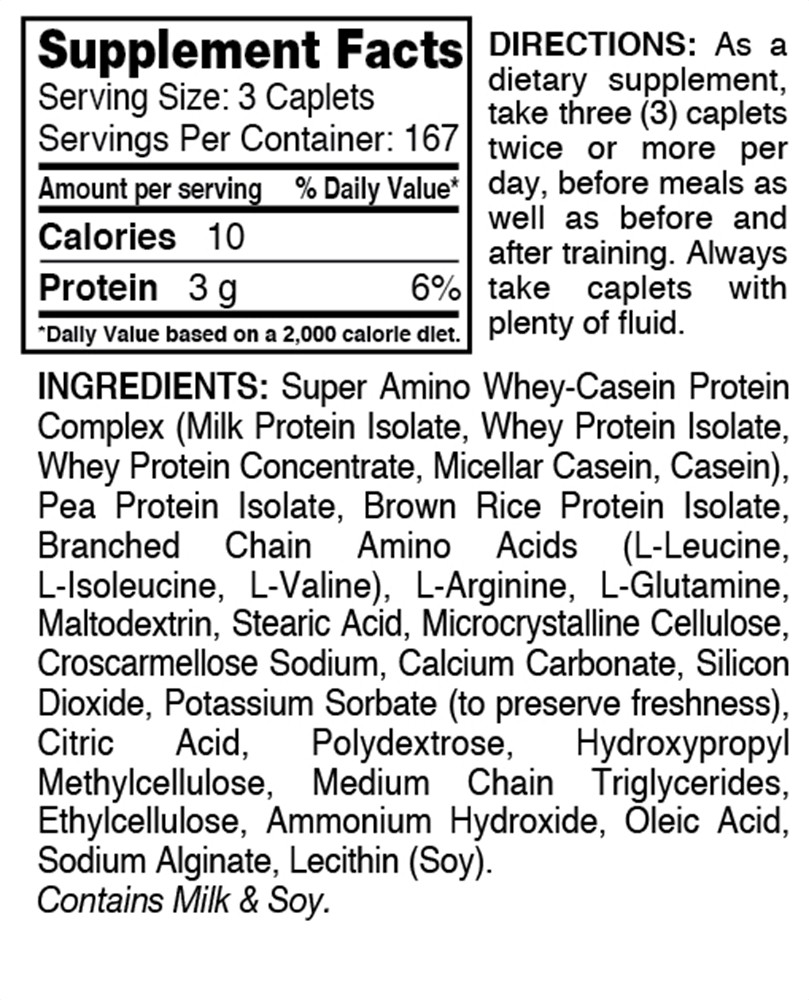 Supplement Facts
Serving Size: 3 Caplets
Servings Per Container: 167
Amount per serving % Daily Value*
Calories 10
Protein 3 g 6%
*Daily Value based on a 2,000 calorie diet.
DIRECTIONS: As a
dietary supplement,
take three (3) caplets
twice or more per
day, before meals as
well as before and
after training. Always
take caplets with
plenty of fluid.
INGREDIENTS: Super Amino Whey-Casein Protein
Complex (Milk Protein Isolate, Whey Protein Isolate,
Whey Protein Concentrate, Micellar Casein, Casein),
Pea Protein Isolate, Brown Rice Protein Isolate,
Branched Chain Amino Acids (L-Leucine,
L-Isoleucine, L-Valine), L-Arginine, L-Glutamine,
Maltodextrin, Stearic Acid, Microcrystalline Cellulose,
Croscarmellose Sodium, Calcium Carbonate, Silicon
Dioxide, Potassium Sorbate (to preserve freshness),
Citric Acid, Polydextrose, Hydroxypropyl
Methylcellulose, Medium Chain Triglycerides,
Ethylcellulose, Ammonium Hydroxide, Oleic Acid,
Sodium Alginate, Lecithin (Soy).
Contains Milk & Soy.